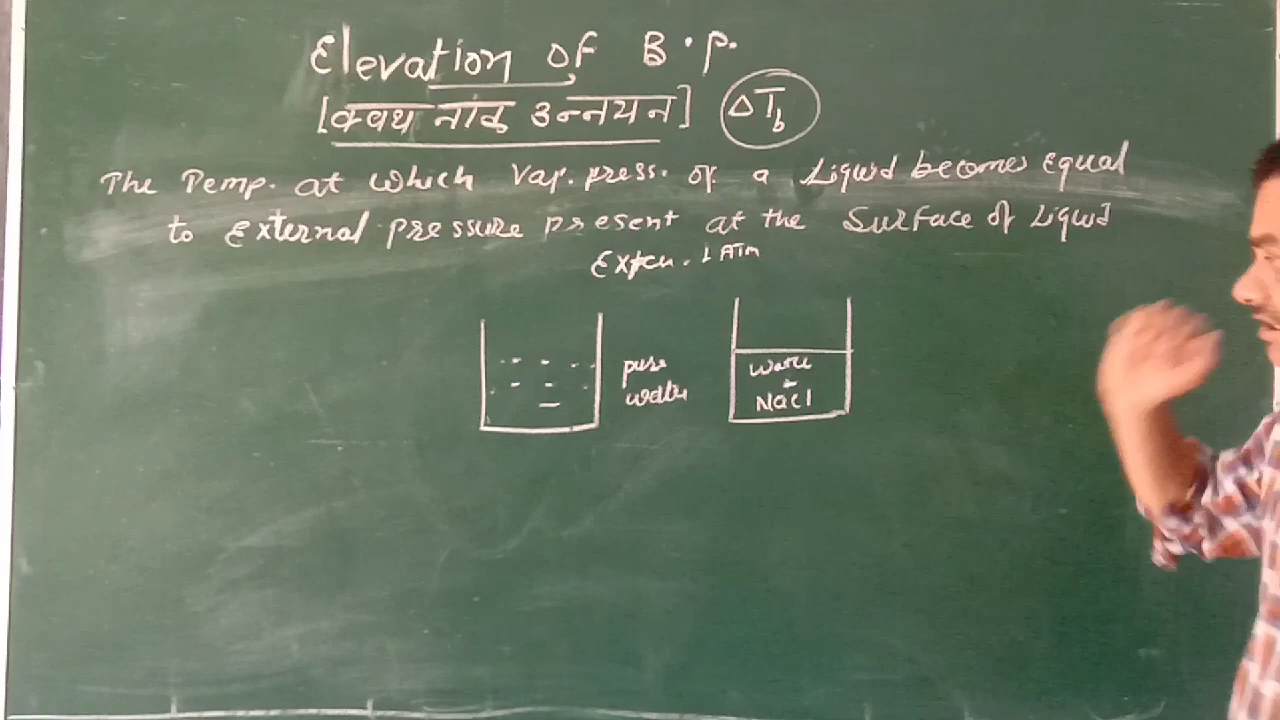 Elevation of B.P.
[क्वथनांक उन्नयन] ΔTb
The Temp. at which Vap. press. of a Liquid becomes Equal
to External pressure present at the Surface of Liquid
Extern. 1 ATm
pure
water
water
+
NaCl